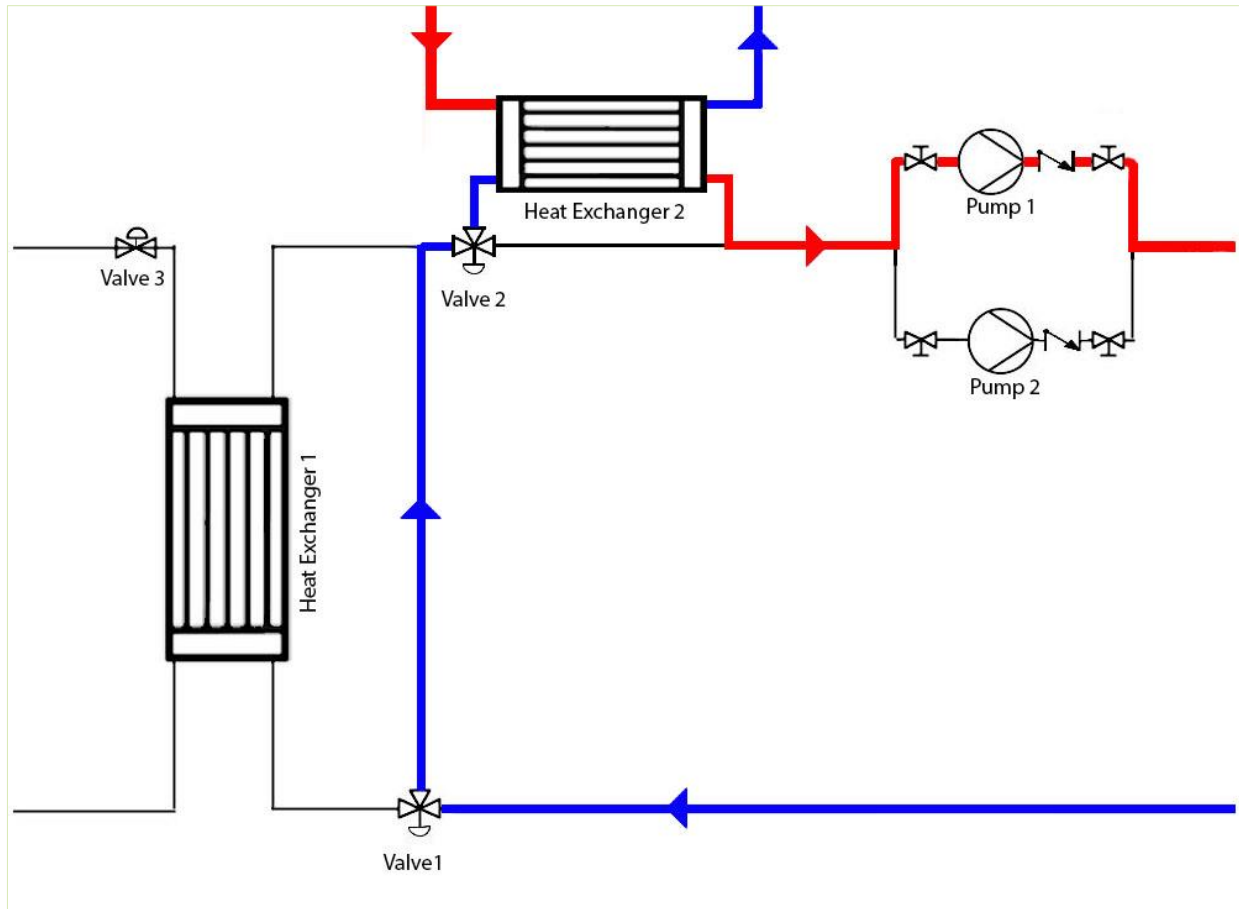 Heat Exchanger 2
Pump 1
Valve 3
Valve 2
Pump 2
Heat Exchanger 1
Valve1